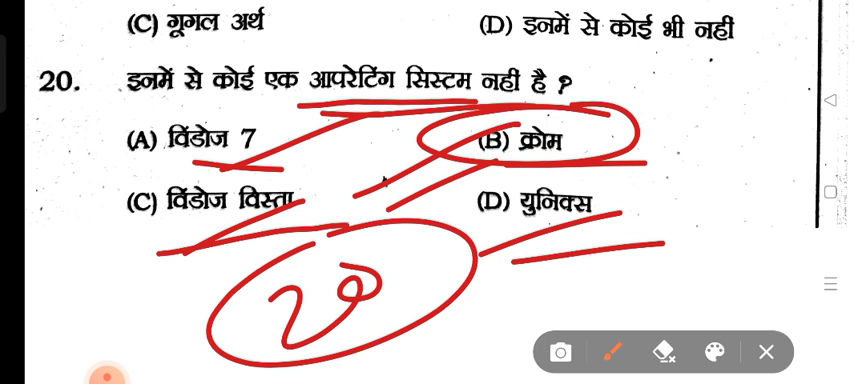 (C) गूगल अर्थ (D) इनमें से कोई भी नहीं
20. इनमें से कोई एक आपरेटिंग सिस्टम नहीं है ?
(A) विंडोज 7 (B) क्रोम
(C) विंडोज विस्ता (D) युनिक्स